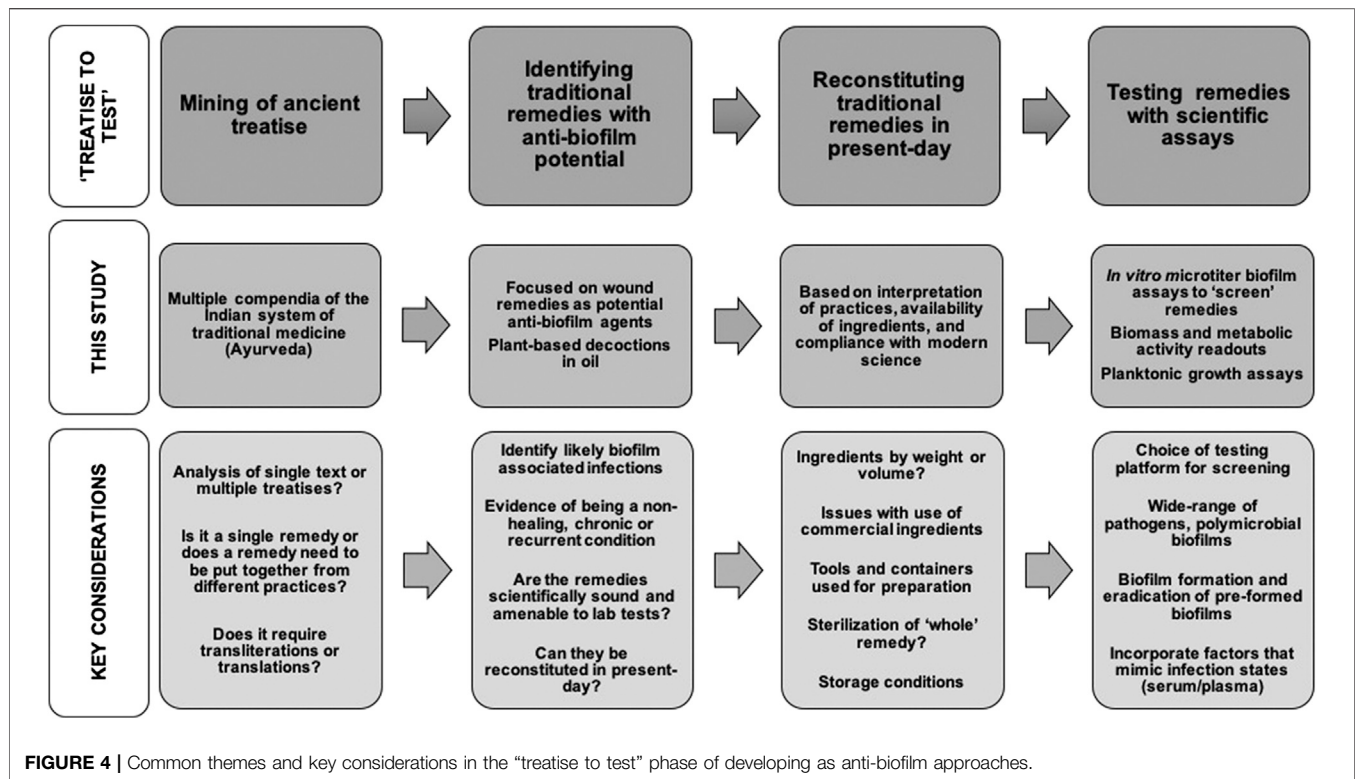 'TREATISE TO
TEST'
Mining of ancient
treatise
Identifying
traditional
remedies with
anti-biofilm
potential
Reconstituting
traditional
remedies in
present-day
Testing remedies
with scientific
assays
THIS STUDY
Multiple compendia of the
Indian system of
traditional medicine
(Ayurveda)
Focused on wound
remedies as potential
anti-biofilm agents
Plant-based decoctions
in oil
Based on interpretation
of practices, availability
of ingredients, and
compliance with modern
science
In vitro microtiter biofilm
assays to 'screen'
remedies
Biomass and metabolic
activity readouts
Planktonic growth assays
KEY CONSIDERATIONS
Analysis of single text or
multiple treatises?
Is it a single remedy or
does a remedy need to
be put together from
different practices?
Does it require
transliterations or
translations?
Identify likely biofilm
associated infections
Evidence of being a non-
healing, chronic or
recurrent condition
Are the remedies
scientifically sound and
amenable to lab tests?
Can they be
reconstituted in present-
day?
Ingredients by weight or
volume?
Issues with use of
commercial ingredients
Tools and containers
used for preparation
Sterilization of 'whole'
remedy?
Storage conditions
Choice of testing
platform for screening
Wide-range of
pathogens, polymicrobial
biofilms
Biofilm formation and
eradication of pre-formed
biofilms
Incorporate factors that
mimic infection states
(serum/plasma)
FIGURE 4 | Common themes and key considerations in the "treatise to test" phase of developing as anti-biofilm approaches.